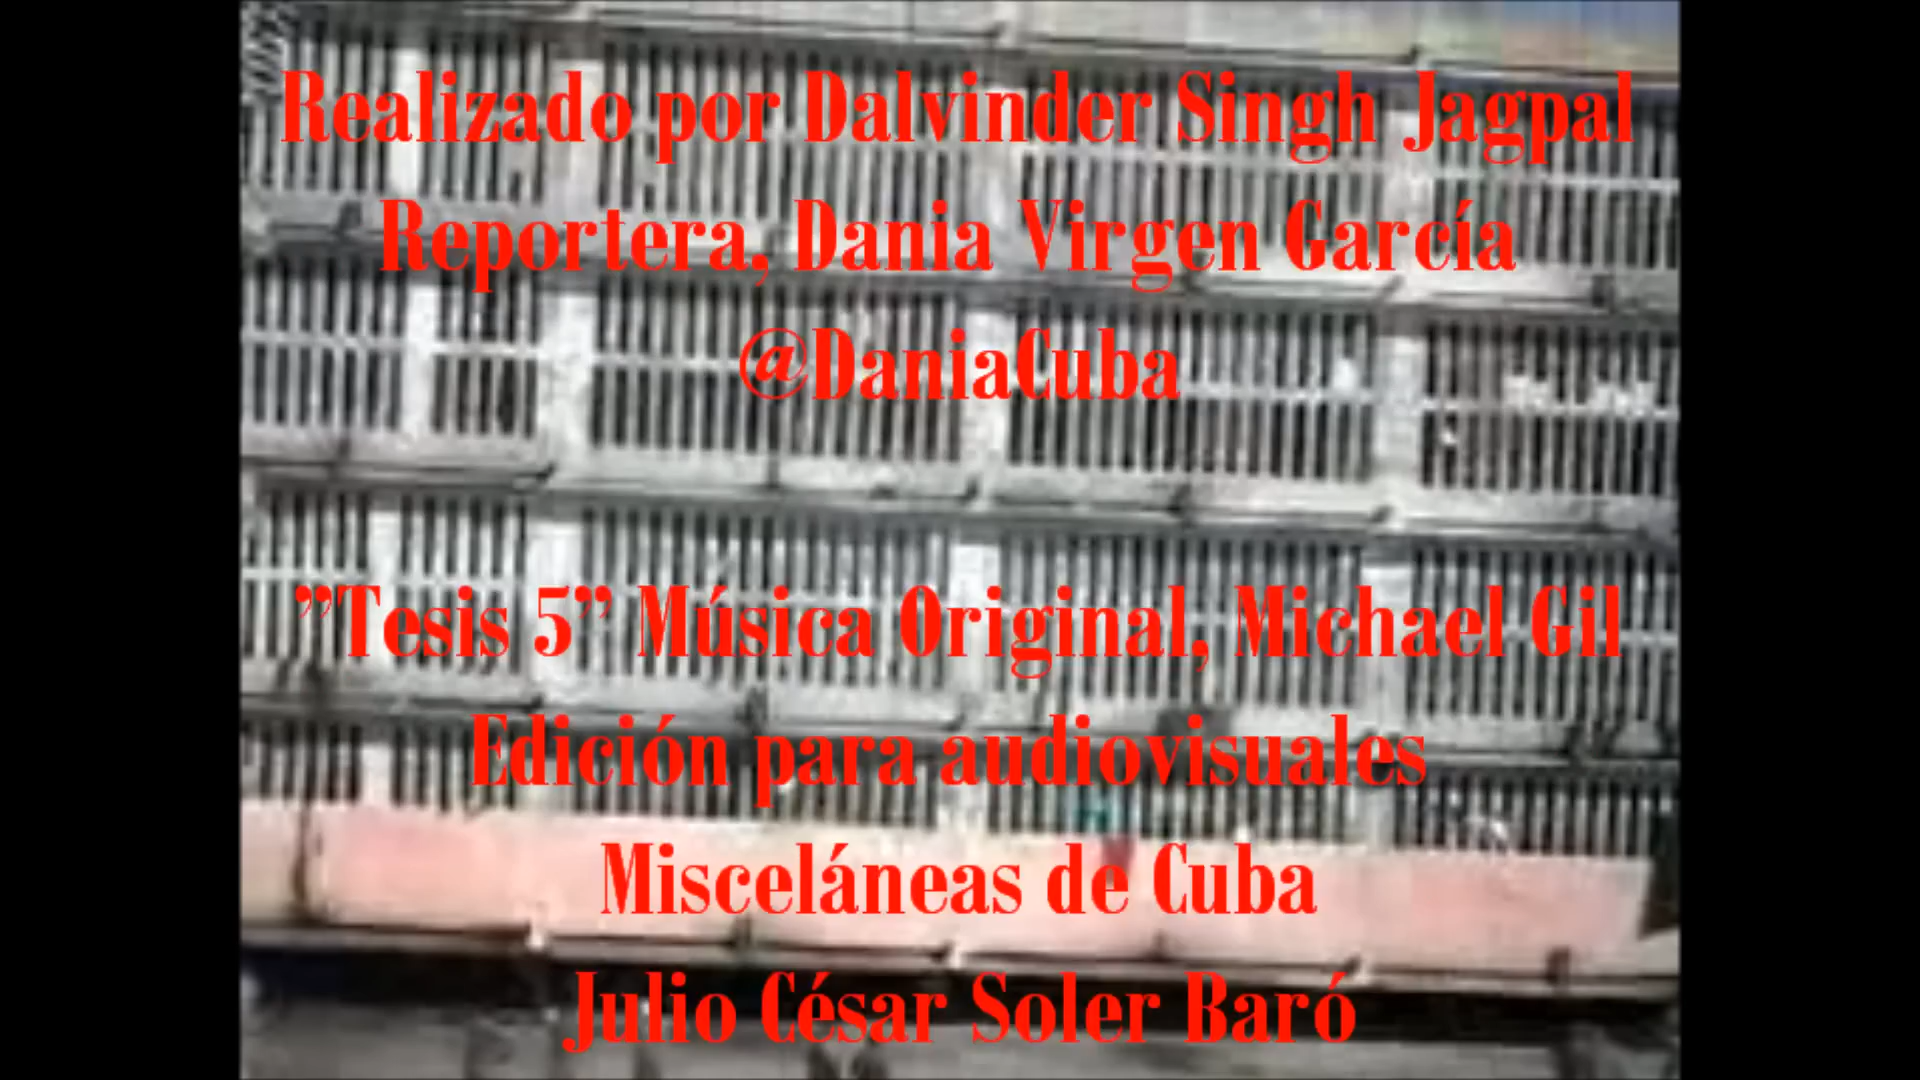 Realizado por Dalvinder Singh Jagpal
Reportera, Dania Virgen García
@DaniaCuba
”Tesis 5” Música Original, Michael Gil
Edición para audiovisuales
Misceláneas de Cuba
Julio César Soler Baró